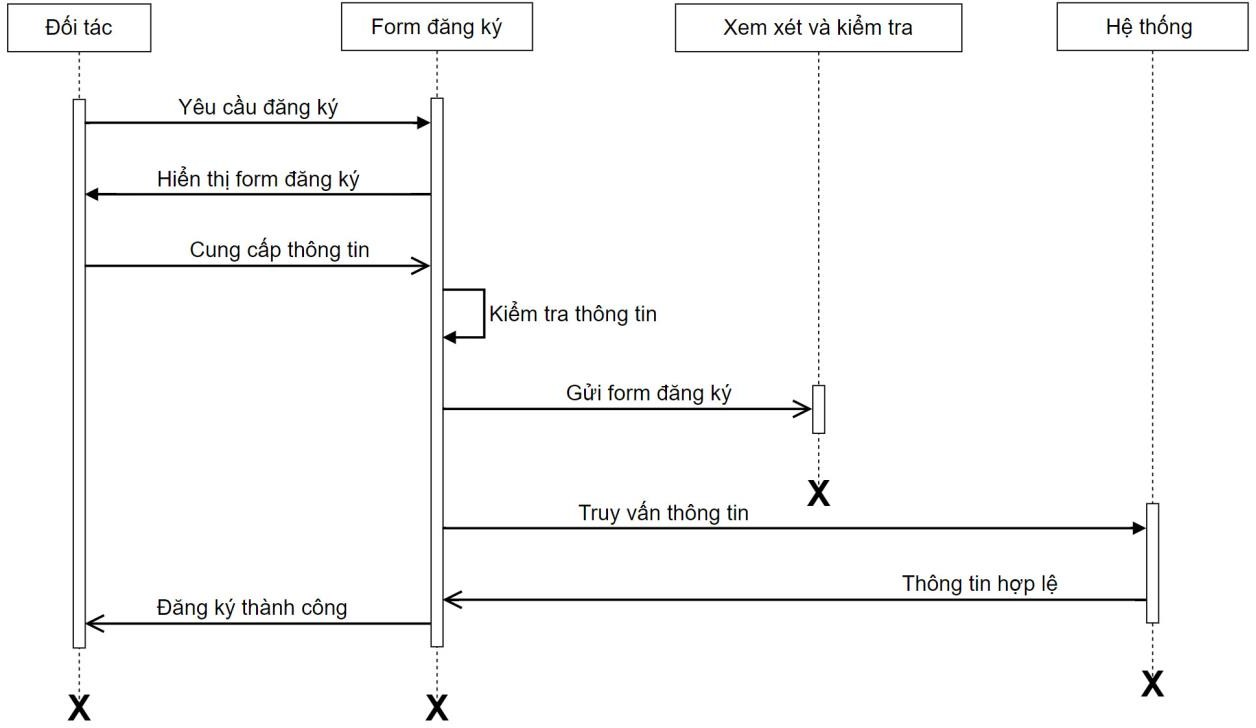 Đối tác
Form đăng ký
Xem xét và kiểm tra
Hệ thống
Yêu cầu đăng ký
Hiển thị form đăng ký
Cung cấp thông tin
Kiểm tra thông tin
Gửi form đăng ký
X
Truy vấn thông tin
Thông tin hợp lệ
Đăng ký thành công
X
X
X